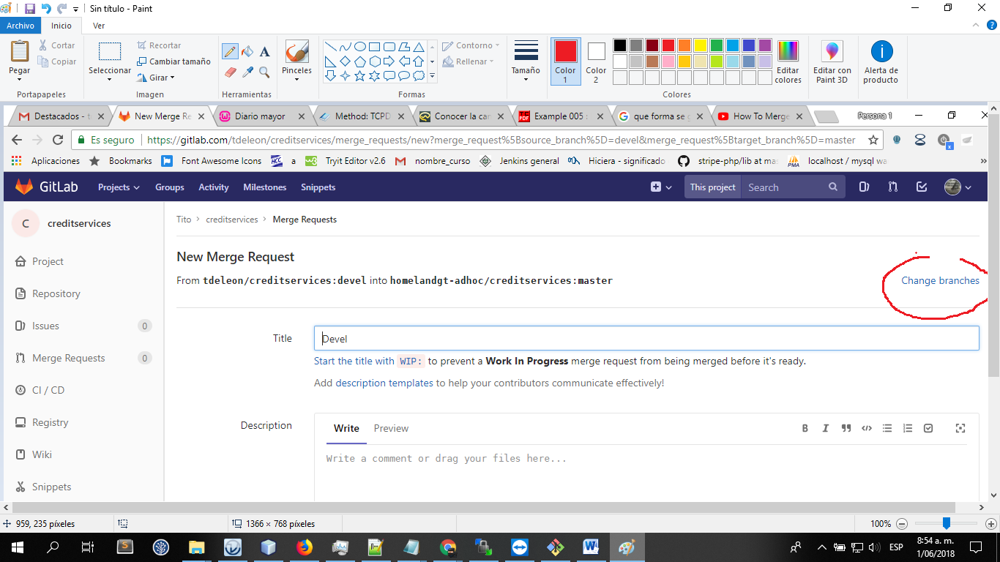 Sin título - Paint
Archivo Inicio Ver
Pegar
Cortar
Copiar
Portapapeles
Seleccionar
Recortar
Cambiar tamaño
Girar
Imagen
A
Herramientas
Pinceles
Contorno
Rellenar
Formas
Tamaño
Color 1
Color 2
Editar colores
Colores
Editar con Paint 3D
Alerta de producto
Destacados - t
New Merge Re
Diario mayor
Method: TCPD
Conocer la car
Example 005 :
que forma se g
How To Merge
Persona 1
Es seguro https://gitlab.com/tdeleon/creditservices/merge_requests/new?merge_request%5Bsource_branch%5D=devel&merge_request%5Btarget_branch%5D=master
Aplicaciones Bookmarks Font Awesome Icons HCC a Tryit Editor v2.6 nombre_curso Jenkins general Hiciera - significado stripe-php/lib at mas PMA localhost / mysql wa »
GitLab Projects Groups Activity Milestones Snippets This project Search
C creditservices
Project
Repository
Issues 0
Merge Requests 0
CI / CD
Registry
Wiki
Snippets
Tito > creditservices > Merge Requests
New Merge Request
From tdeleon/creditservices:devel into homelandgt-adhoc/creditservices:master
Change branches
Title
Devel
Start the title with WIP: to prevent a Work In Progress merge request from being merged before it's ready.
Add description templates to help your contributors communicate effectively!
Description
Write Preview
B I
Write a comment or drag your files here...
959, 235 píxeles
1366 × 768 píxeles
100%
ESP
8:54 a. m.
1/06/2018